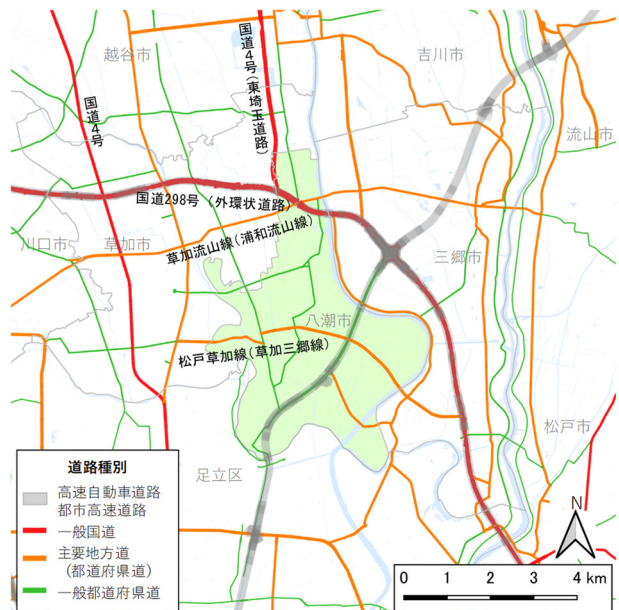 越谷市
吉川市
国道4号(東埼玉道路)
国道4号
流山市
国道298号(外環状道路)
川口市
草加市
草加流山線(浦和流山線)
三郷市
八潮市
松戸草加線(草加三郷線)
松戸市
足立区
道路種別
高速自動車道路
都市高速道路
一般国道
主要地方道
(都道府県道)
一般都道府県道
N
0 1 2 3 4 km